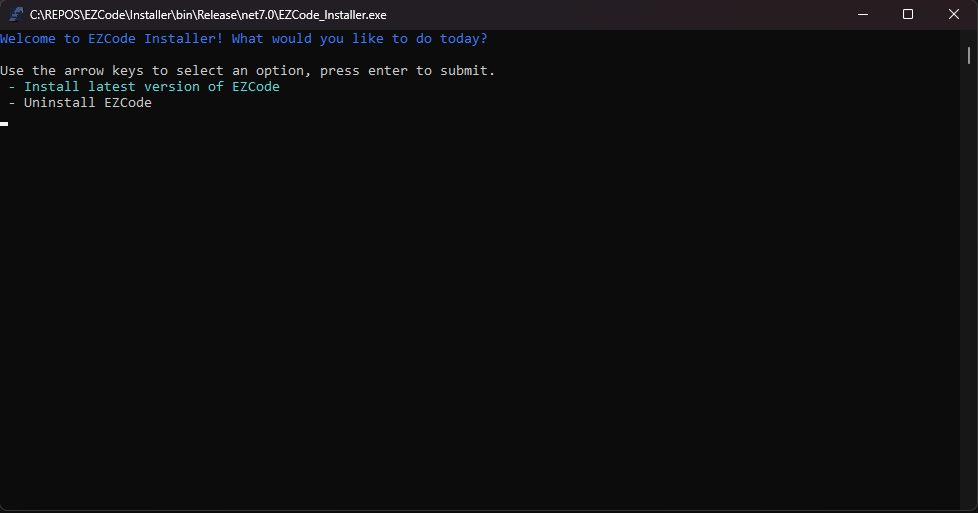 C:\REPOS\EZCode\Installer\bin\Release\net7.0\EZCode_Installer.exe
Welcome to EZCode Installer! What would you like to do today?
Use the arrow keys to select an option, press enter to submit.
- Install latest version of EZCode
- Uninstall EZCode